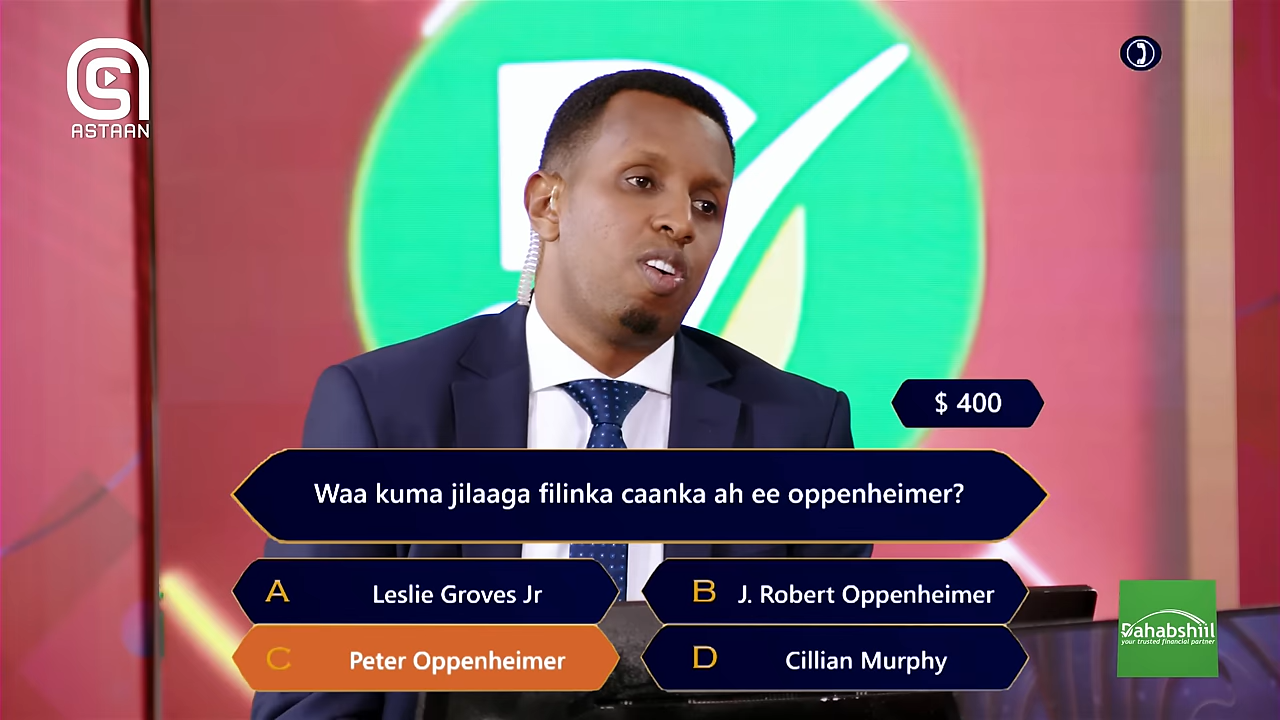 ASTAAN
$ 400
Waa kuma jilaaga filinka caanka ah ee oppenheimer?
A Leslie Groves Jr
B J. Robert Oppenheimer
C Peter Oppenheimer
D Cillian Murphy
Dahabshiil
your trusted financial partner